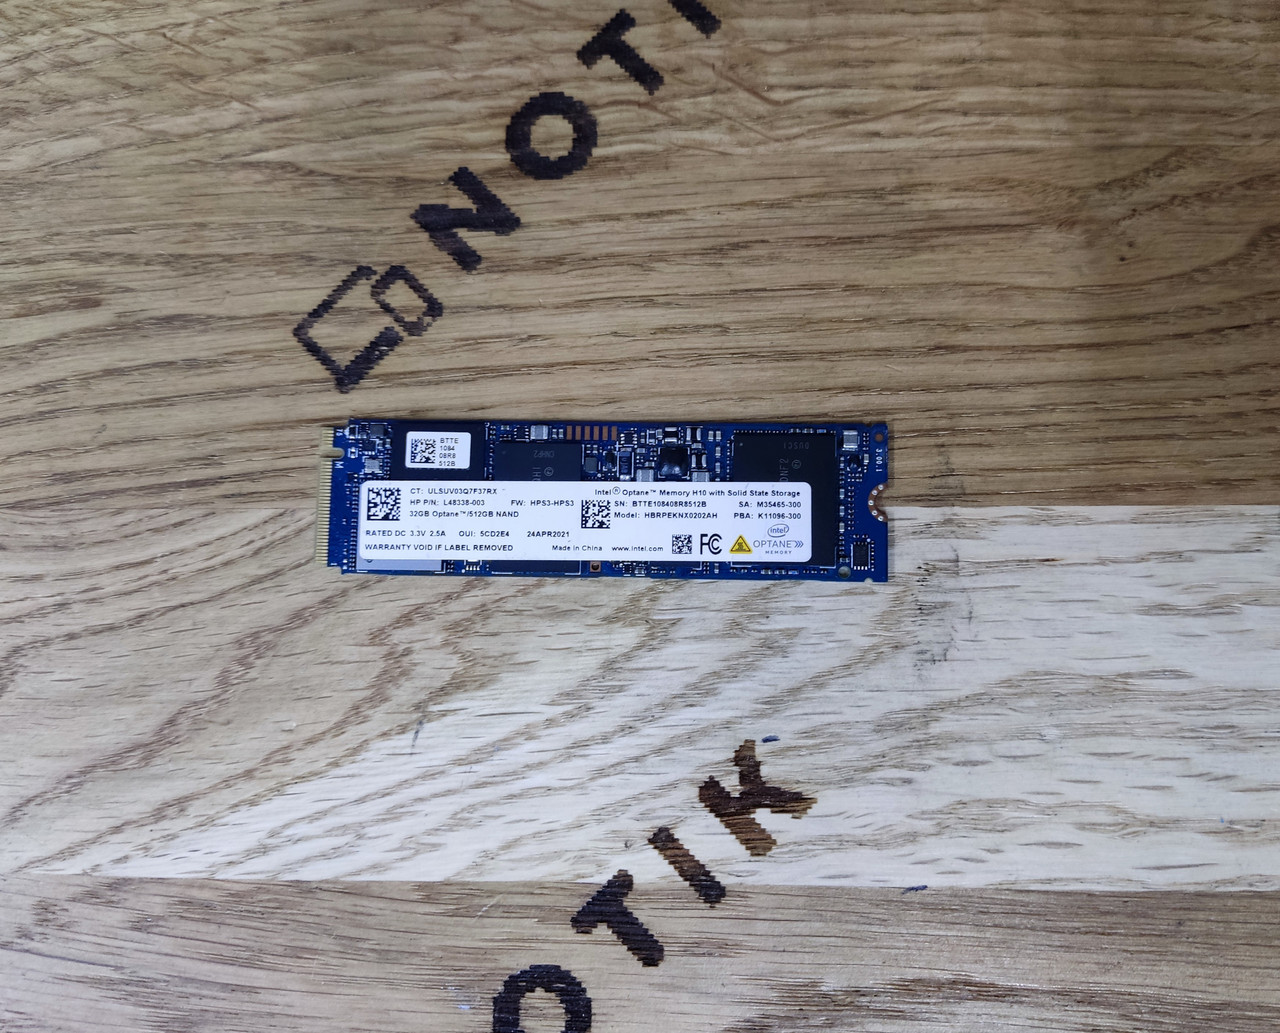 ENOTI
BTTE
1084
08R8
512B
CT: ULSUV03Q7F37RX
HP P/N: L48338-003 FW: HPS3-HPS3
32GB Optane™/512GB NAND
RATED DC 3.3V 2.5A OUI: 5CD2E4 24APR2021
WARRANTY VOID IF LABEL REMOVED
Intel® Optane™ Memory H10 with Solid State Storage
SN: BTTE108408R8512B SA: M35465-300
Model: HBRPEKNX0202AH PBA: K11096-300
Made in China www.intel.com
FC
intel
OPTANE
MEMORY
OTIK